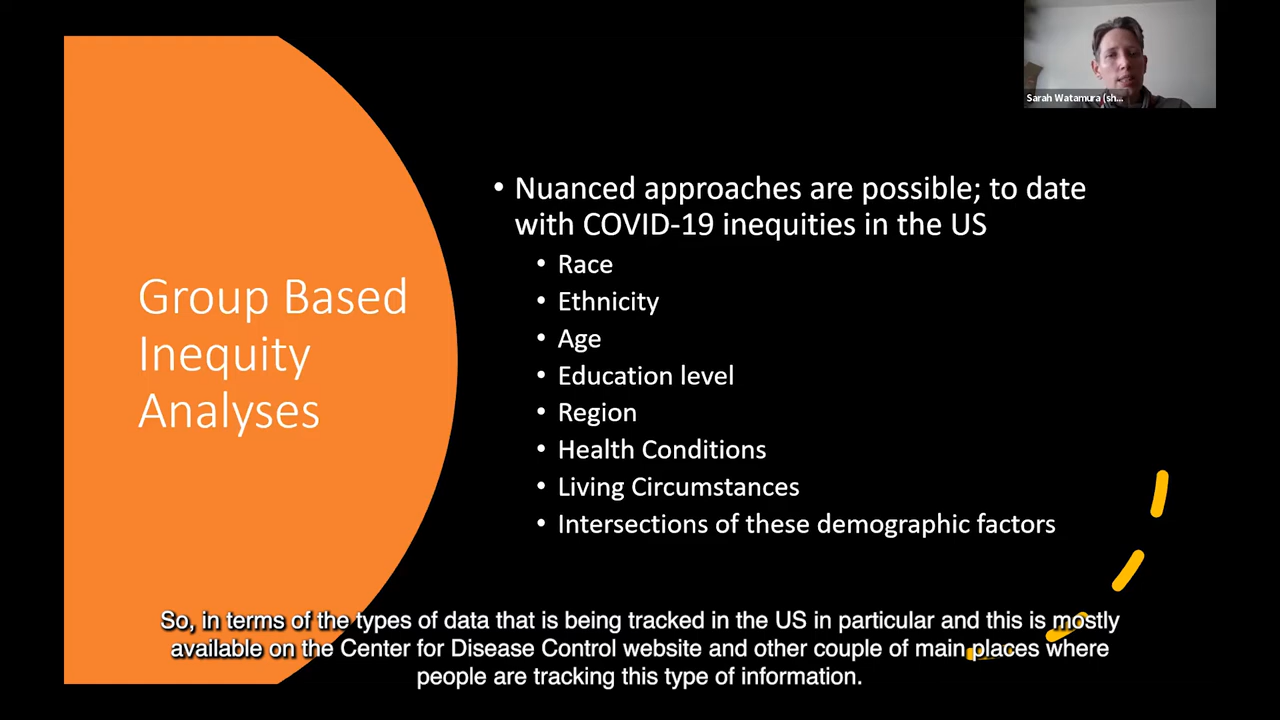 Sarah Watamura (sh...
Group Based
Inequity
Analyses
• Nuanced approaches are possible; to date
with COVID-19 inequities in the US
• Race
• Ethnicity
• Age
• Education level
• Region
• Health Conditions
• Living Circumstances
• Intersections of these demographic factors
So, in terms of the types of data that is being tracked in the US in particular and this is mostly
available on the Center for Disease Control website and other couple of main places where
people are tracking this type of information.